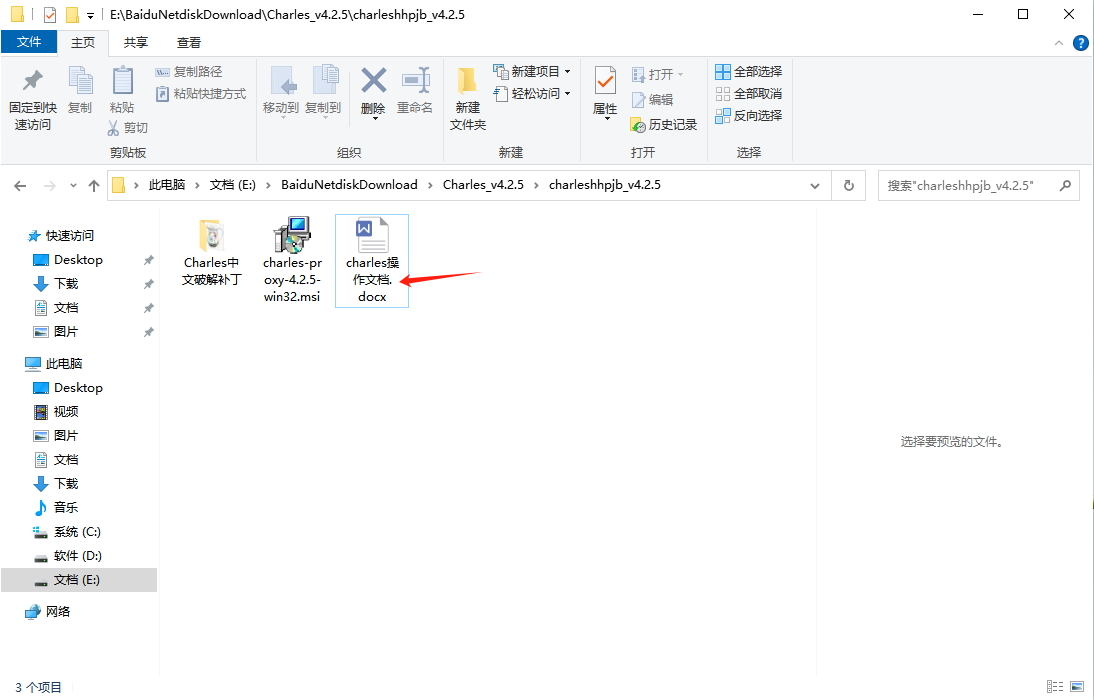 E:\BaiduNetdiskDownload\Charles_v4.2.5\charleshhpjb_v4.2.5
文件 主页 共享 查看
固定到快速访问
复制
粘贴
复制路径
粘贴快捷方式
剪切
剪贴板
移动到
复制到
删除
重命名
组织
新建文件夹
新建项目
轻松访问
新建
属性
打开
编辑
历史记录
打开
全部选择
全部取消
反向选择
选择
此电脑 文档 (E:) BaiduNetdiskDownload Charles_v4.2.5 charleshhpjb_v4.2.5
搜索"charleshhpjb_v4.2.5"
快速访问
Desktop
下载
文档
图片
此电脑
Desktop
视频
图片
文档
下载
音乐
系统 (C:)
软件 (D:)
文档 (E:)
网络
Charles中
文破解补丁
charles-pr
oxy-4.2.5-
win32.msi
charles操
作文档.
docx
选择要预览的文件。
3 个项目